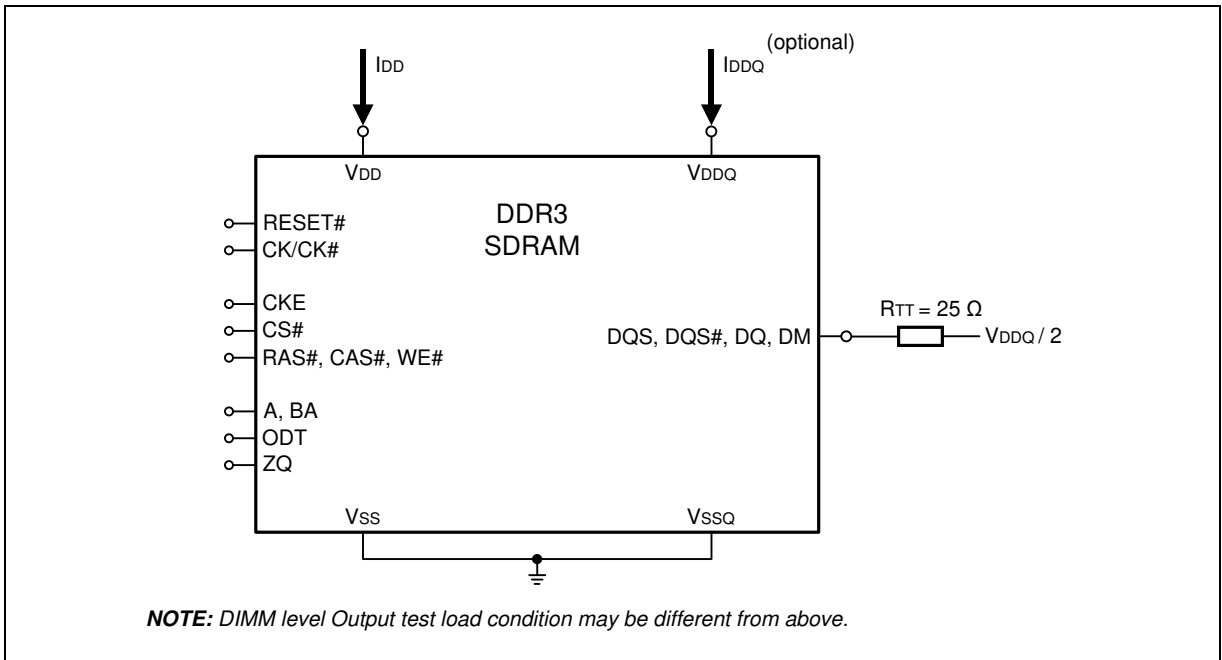 (optional)
IDD
IDDQ
VDD
VDDQ
DDR3
SDRAM
RESET#
CK/CK#
CKE
CS#
RAS#, CAS#, WE#
A, BA
ODT
ZQ
DQS, DQS#, DQ, DM
RTT = 25 Ω
VDDQ / 2
VSS
VSSQ
NOTE: DIMM level Output test load condition may be different from above.